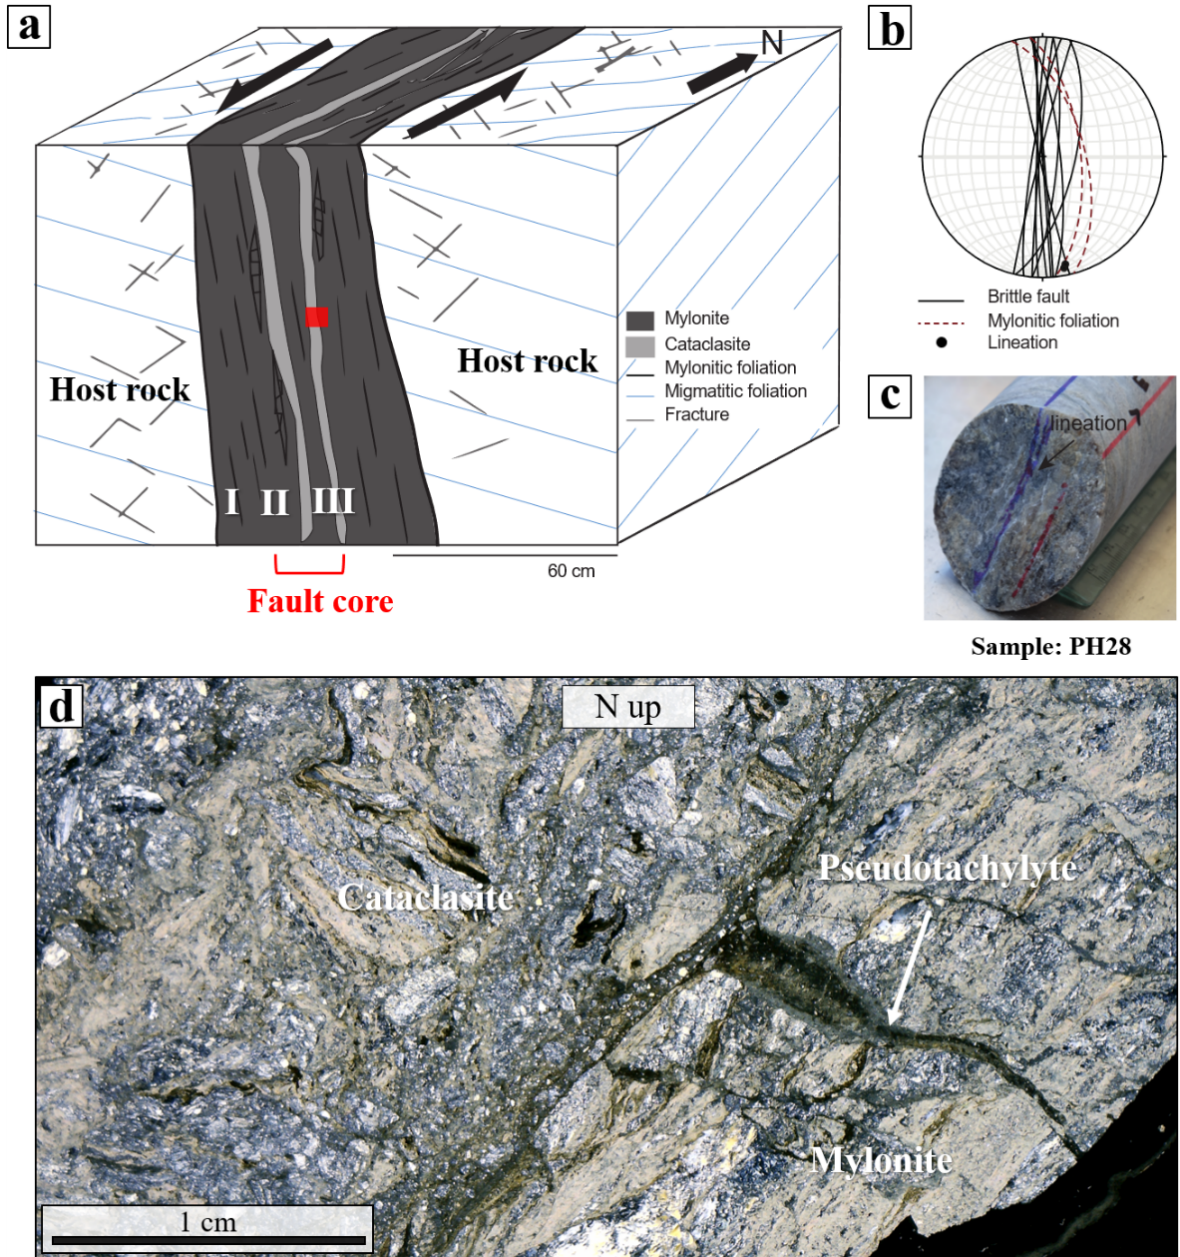 a
N
Host rock
Host rock
I
II
III
Fault core
60 cm
Mylonite
Cataclasite
Mylonitic foliation
Migmatitic foliation
Fracture
b
Brittle fault
Mylonitic foliation
Lineation
c
lineation
Sample: PH28
d
N up
Pseudotachylyte
Cataclasite
Mylonite
1 cm